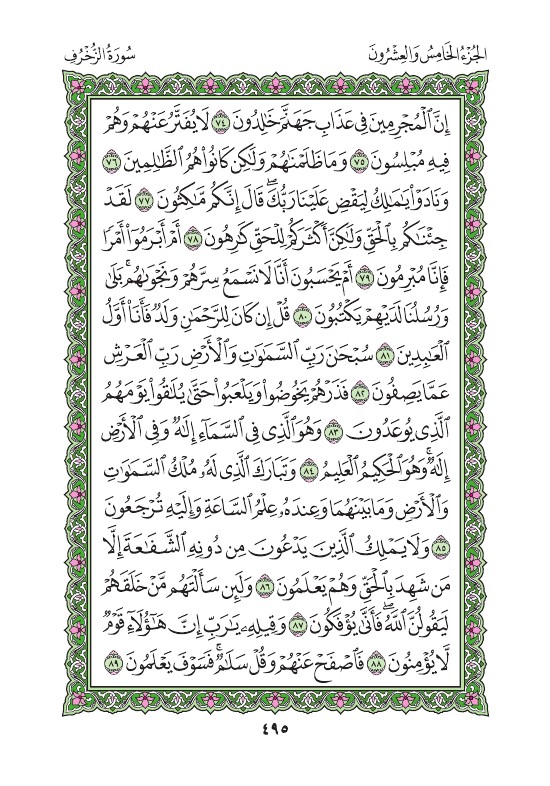 الجُزْءُ الخَامِسُ وَالعِشْرُونَ
سُورَةُ الزُّخْرُفِ
إِنَّ ٱلْمُجْرِمِينَ فِي عَذَابِ جَهَنَّمَ خَٰلِدُونَ ٧٤ لَا يُفَتَّرُ عَنْهُمْ وَهُمْ
فِيهِ مُبْلِسُونَ ٧٥ وَمَا ظَلَمْنَٰهُمْ وَلَٰكِن كَانُوا۟ هُمُ ٱلظَّٰلِمِينَ ٧٦
وَنَادَوْا۟ يَٰمَٰلِكُ لِيَقْضِ عَلَيْنَا رَبُّكَ ۖ قَالَ إِنَّكُم مَّٰكِثُونَ ٧٧ لَقَدْ
جِئْنَٰكُم بِٱلْحَقِّ وَلَٰكِنَّ أَكْثَرَكُمْ لِلْحَقِّ كَٰرِهُونَ ٧٨ أَمْ أَبْرَمُوٓا۟ أَمْرًا
فَإِنَّا مُبْرِمُونَ ٧٩ أَمْ يَحْسَبُونَ أَنَّا لَا نَسْمَعُ سِرَّهُمْ وَنَجْوَىٰهُم ۚ بَلَىٰ
وَرُسُلُنَا لَدَيْهِمْ يَكْتُبُونَ ٨٠ قُلْ إِن كَانَ لِلرَّحْمَٰنِ وَلَدٌ فَأَنَا۠ أَوَّلُ
ٱلْعَٰبِدِينَ ٨١ سُبْحَٰنَ رَبِّ ٱلسَّمَٰوَٰتِ وَٱلْأَرْضِ رَبِّ ٱلْعَرْشِ
عَمَّا يَصِفُونَ ٨٢ فَذَرْهُمْ يَخُوضُوا۟ وَيَلْعَبُوا۟ حَتَّىٰ يُلَٰقُوا۟ يَوْمَهُمُ
ٱلَّذِي يُوعَدُونَ ٨٣ وَهُوَ ٱلَّذِي فِي ٱلسَّمَآءِ إِلَٰهٌ وَفِي ٱلْأَرْضِ
إِلَٰهٌ ۚ وَهُوَ ٱلْحَكِيمُ ٱلْعَلِيمُ ٨٤ وَتَبَارَكَ ٱلَّذِي لَهُۥ مُلْكُ ٱلسَّمَٰوَٰتِ
وَٱلْأَرْضِ وَمَا بَيْنَهُمَا وَعِندَهُۥ عِلْمُ ٱلسَّاعَةِ وَإِلَيْهِ تُرْجَعُونَ
٨٥ وَلَا يَمْلِكُ ٱلَّذِينَ يَدْعُونَ مِن دُونِهِ ٱلشَّفَٰعَةَ إِلَّا
مَن شَهِدَ بِٱلْحَقِّ وَهُمْ يَعْلَمُونَ ٨٦ وَلَئِن سَأَلْتَهُم مَّنْ خَلَقَهُمْ
لَيَقُولُنَّ ٱللَّهُ ۖ فَأَنَّىٰ يُؤْفَكُونَ ٨٧ وَقِيلِهِۦ يَٰرَبِّ إِنَّ هَٰٓؤُلَآءِ قَوْمٌ
لَّا يُؤْمِنُونَ ٨٨ فَٱصْفَحْ عَنْهُمْ وَقُلْ سَلَٰمٌ ۚ فَسَوْفَ يَعْلَمُونَ ٨٩
٤٩٥